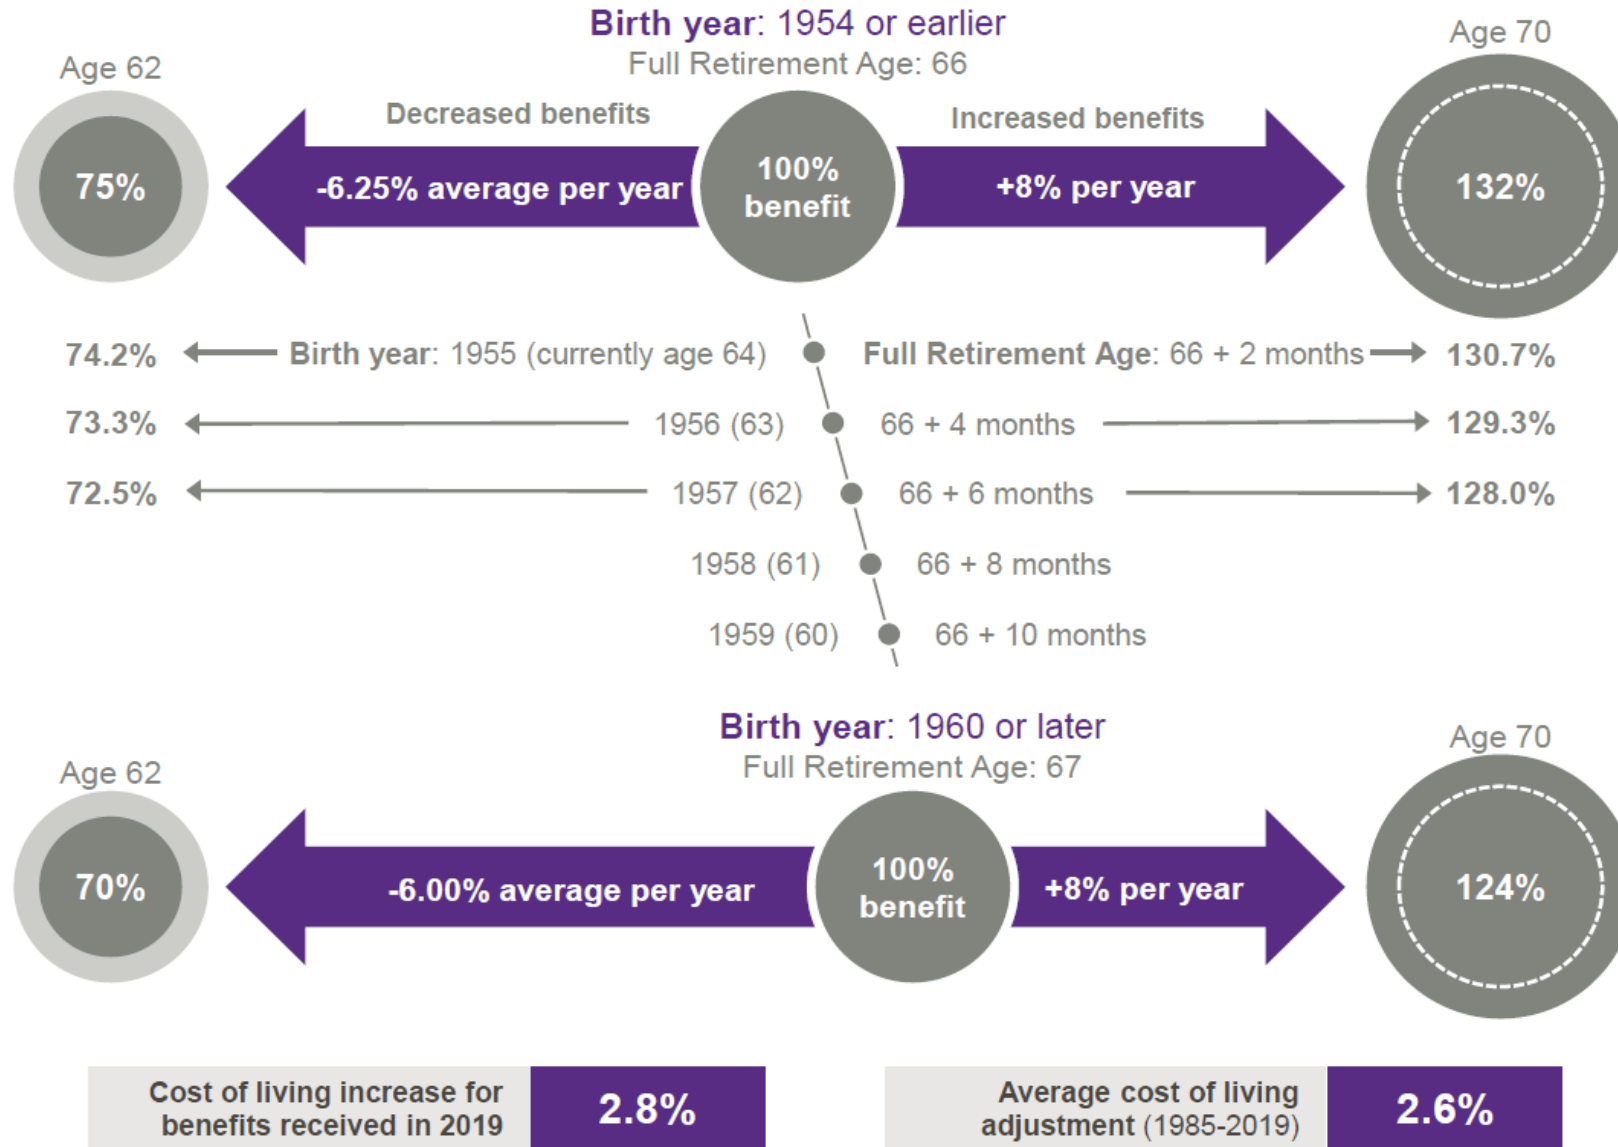 Birth year: 1954 or earlier
Full Retirement Age: 66
Age 62
Age 70
Decreased benefits
Increased benefits
75%
-6.25% average per year
100%
benefit
+8% per year
132%
74.2%
Birth year: 1955 (currently age 64)
Full Retirement Age: 66 + 2 months
130.7%
73.3%
1956 (63)
66 + 4 months
129.3%
72.5%
1957 (62)
66 + 6 months
128.0%
1958 (61)
66 + 8 months
1959 (60)
66 + 10 months
Birth year: 1960 or later
Full Retirement Age: 67
Age 62
Age 70
70%
-6.00% average per year
100%
benefit
+8% per year
124%
Cost of living increase for
benefits received in 2019
2.8%
Average cost of living
adjustment (1985-2019)
2.6%